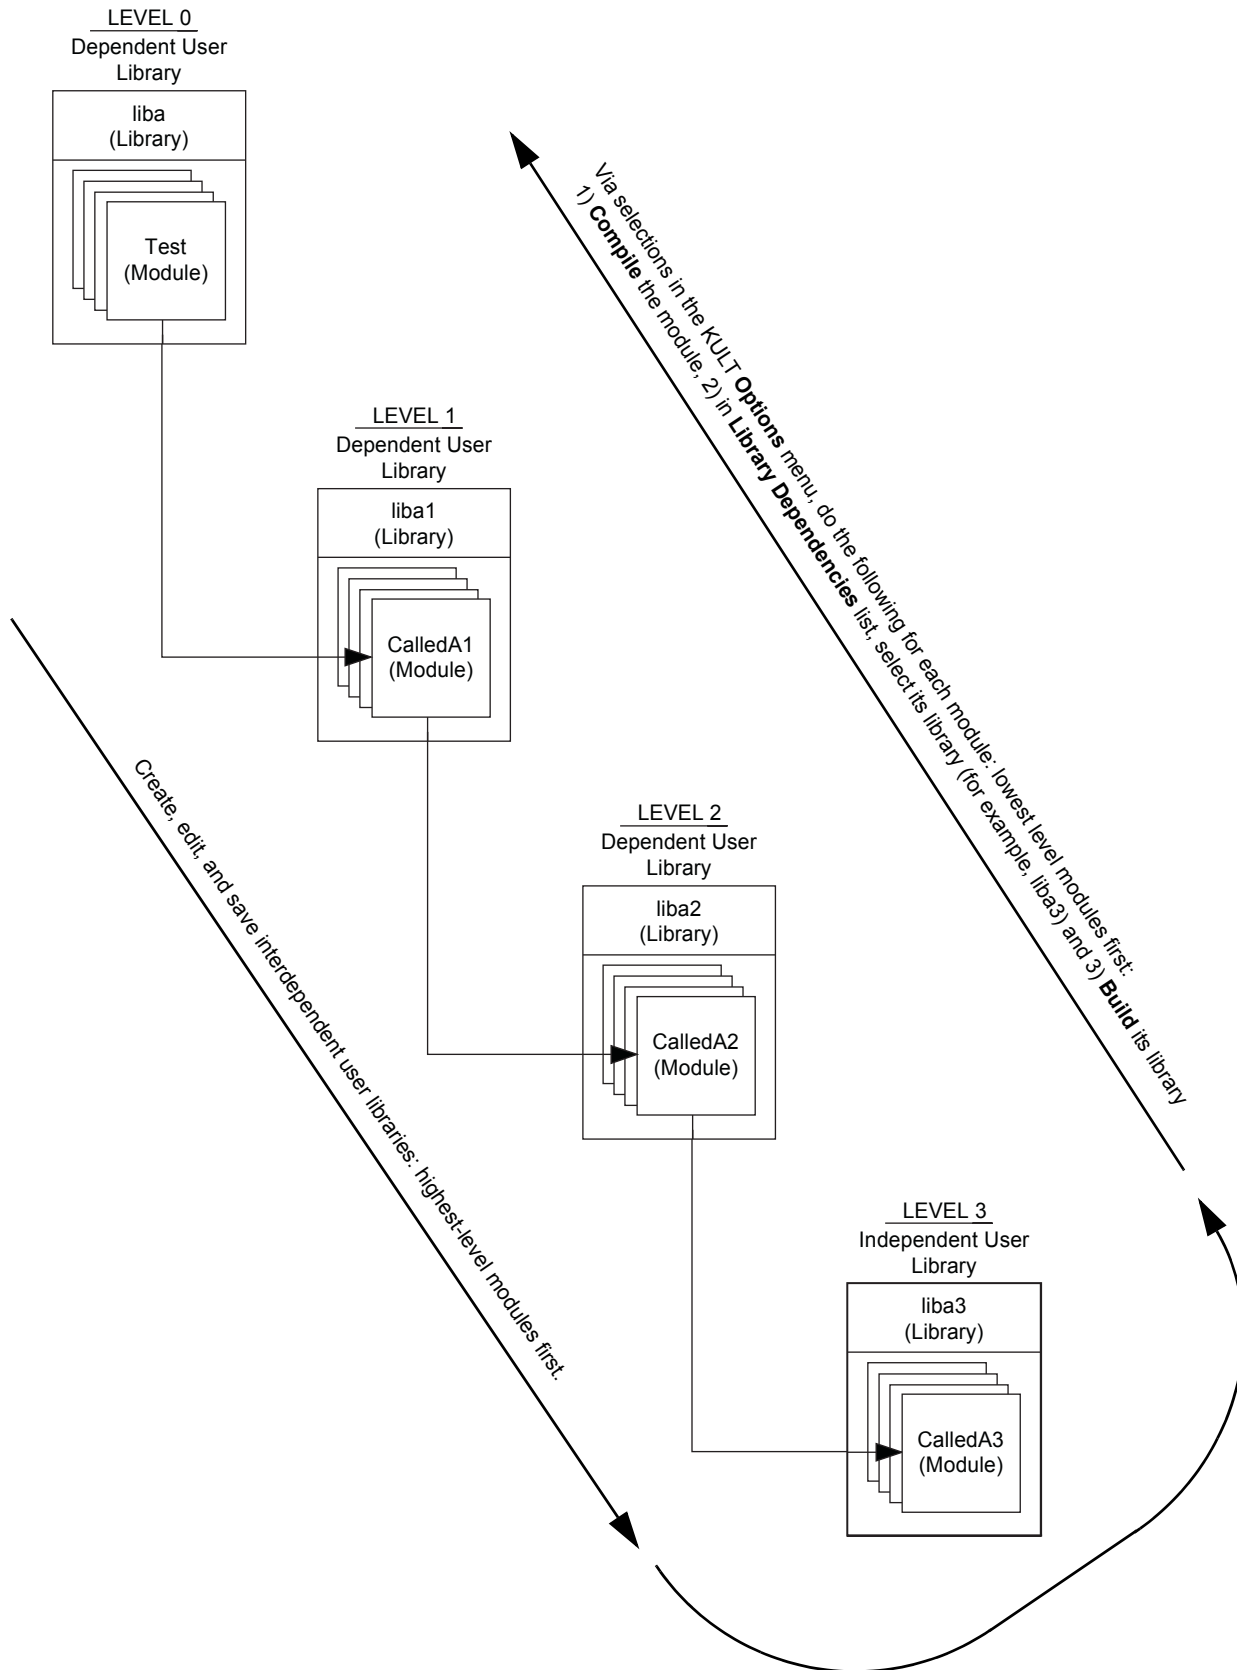 LEVEL 0
Dependent User
Library
liba
(Library)
Test
(Module)
LEVEL 1
Dependent User
Library
liba1
(Library)
CalledA1
(Module)
LEVEL 2
Dependent User
Library
liba2
(Library)
CalledA2
(Module)
LEVEL 3
Independent User
Library
liba3
(Library)
CalledA3
(Module)
Create, edit, and save interdependent user libraries: highest-level modules first.
Via selections in the KULT Options menu, do the following for each module: lowest level modules first:
1) Compile the module, 2) in Library Dependencies list, select its library (for example, liba3) and 3) Build its library